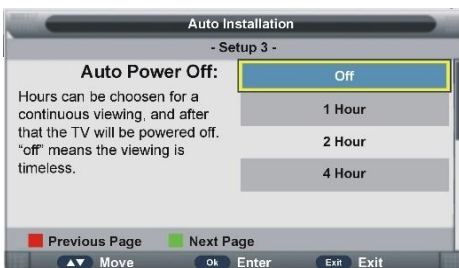 Auto Installation
- Setup 3 -
Auto Power Off:
Hours can be choosen for a
continuous viewing, and after
that the TV will be powered off.
“off” means the viewing is
timeless.
Off
1 Hour
2 Hour
4 Hour
Previous Page Next Page
▲▼ Move Ok Enter Exit Exit